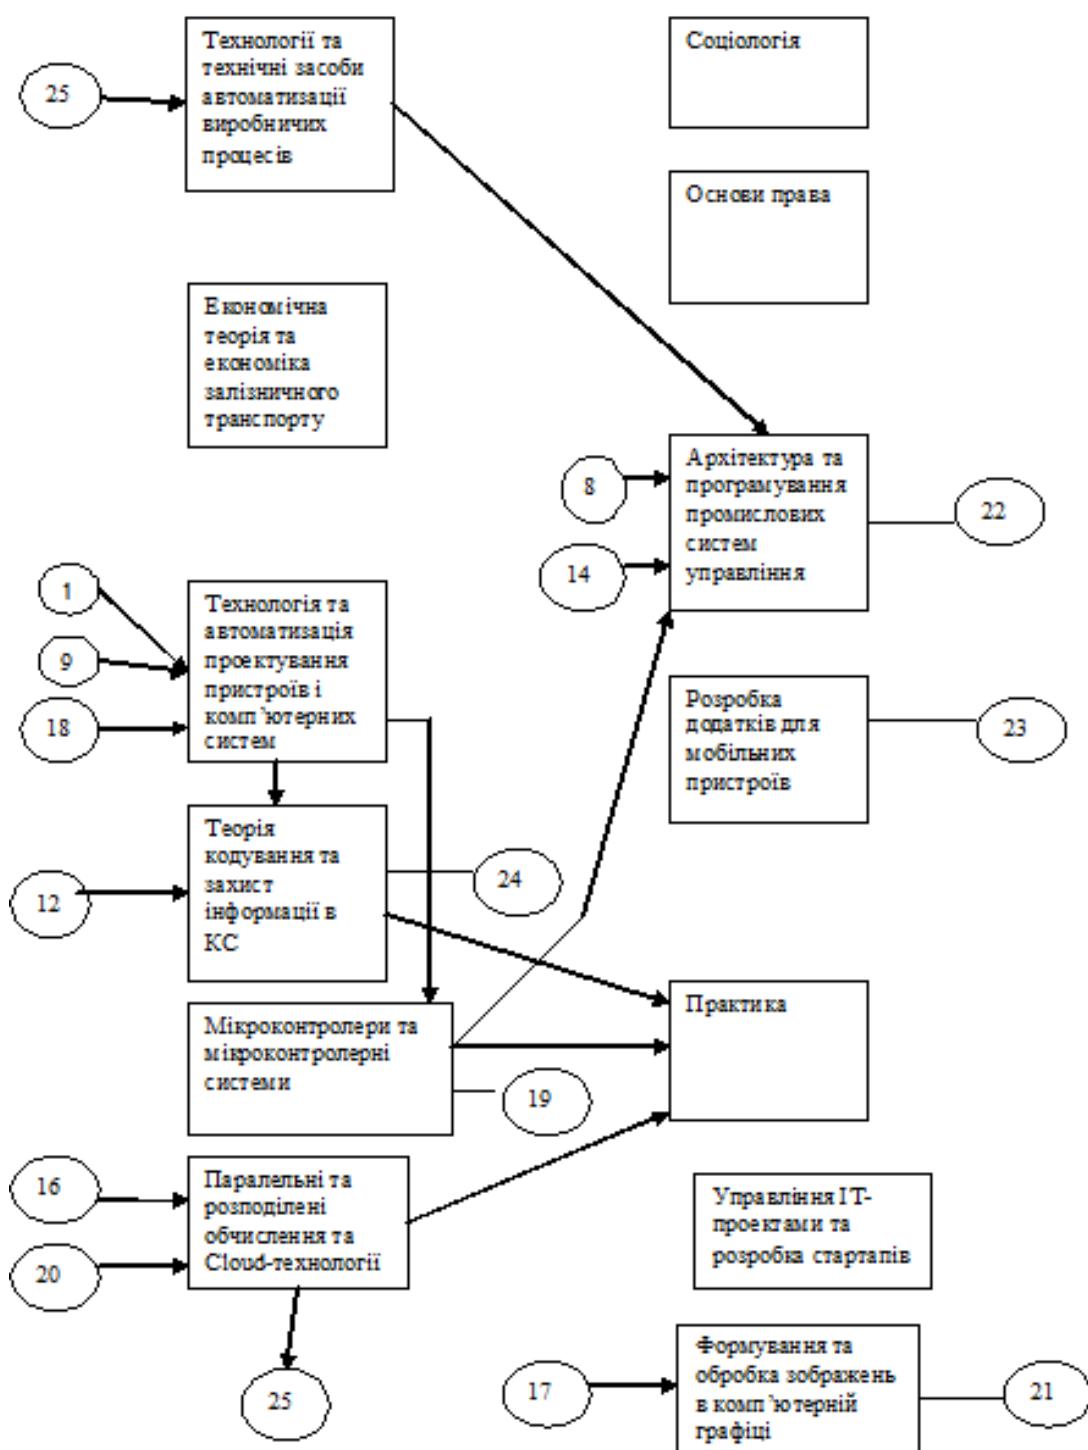 Технології та
технічні засоби
автоматизації
виробничих
процесів
25
Соціологія
Основи права
Економічна
теорія та
економіка
залізничного
транспорту
8
14
Архітектура та
програмування
промислових
систем
управління
22
1
9
18
Технологія та
автоматизація
проектування
пристроїв і
комп'ютерних
систем
Розробка
додатків для
мобільних
пристроїв
23
12
Теорія
кодування та
захист
інформації в
КС
24
Мікроконтролери та
мікроконтролерні
системи
19
Практика
16
20
Паралельні та
розподілені
обчислення та
Cloud-технології
25
Управління ІТ-
проектами та
розробка стартапів
17
Формування та
обробка зображень
в комп'ютерній
графіці
21